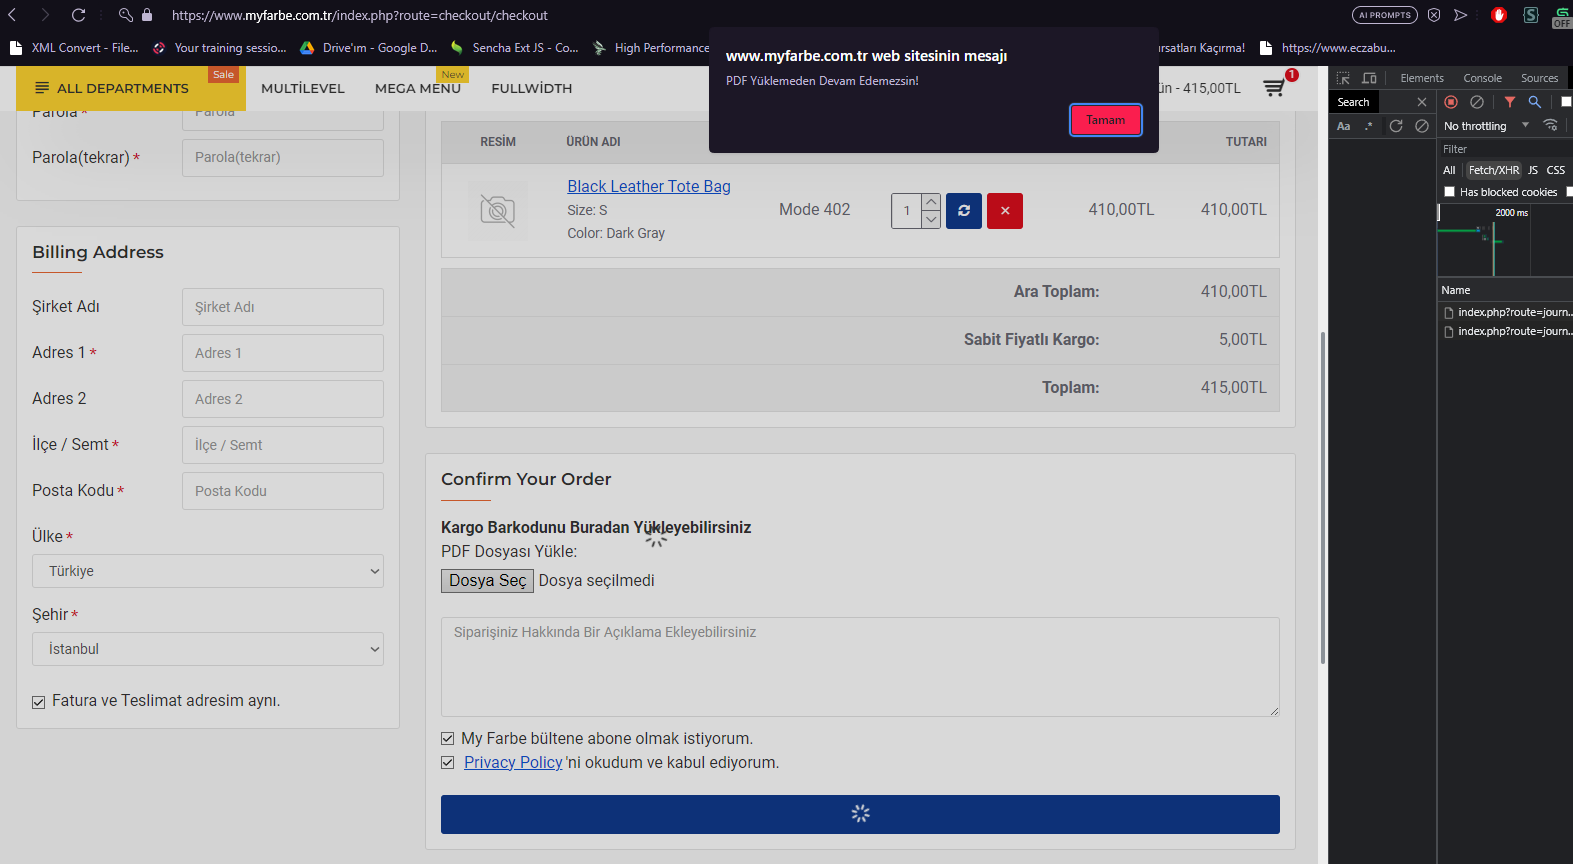 https://www.myfarbe.com.tr/index.php?route=checkout/checkout
AI PROMPTS
OFF
XML Convert - File...
Your training sessio...
Drive'ım - Google D...
Sencha Ext JS - Co...
High Performance
ırsatları Kaçırma!
https://www.eczabu...
www.myfarbe.com.tr web sitesinin mesajı
PDF Yüklemeden Devam Edemezsin!
Tamam
ALL DEPARTMENTS
Sale
MULTİLEVEL
MEGA MENU
New
FULLWİDTH
ün - 415,00TL
1
Parola *
Parola
Parola(tekrar) *
Parola(tekrar)
Billing Address
Şirket Adı
Şirket Adı
Adres 1 *
Adres 1
Adres 2
Adres 2
İlçe / Semt *
İlçe / Semt
Posta Kodu *
Posta Kodu
Ülke *
Türkiye
Şehir *
İstanbul
Fatura ve Teslimat adresim aynı.
RESİM
ÜRÜN ADI
TUTARI
Black Leather Tote Bag
Size: S
Color: Dark Gray
Mode 402
1
410,00TL
410,00TL
Ara Toplam:
410,00TL
Sabit Fiyatlı Kargo:
5,00TL
Toplam:
415,00TL
Confirm Your Order
Kargo Barkodunu Buradan Yükleyebilirsiniz
PDF Dosyası Yükle:
Dosya Seç Dosya seçilmedi
Siparişiniz Hakkında Bir Açıklama Ekleyebilirsiniz
My Farbe bültene abone olmak istiyorum.
Privacy Policy 'ni okudum ve kabul ediyorum.
Elements
Console
Sources
Search
Aa
.*
No throttling
Filter
All
Fetch/XHR
JS
CSS
Has blocked cookies
2000 ms
Name
index.php?route=journ...
index.php?route=journ...